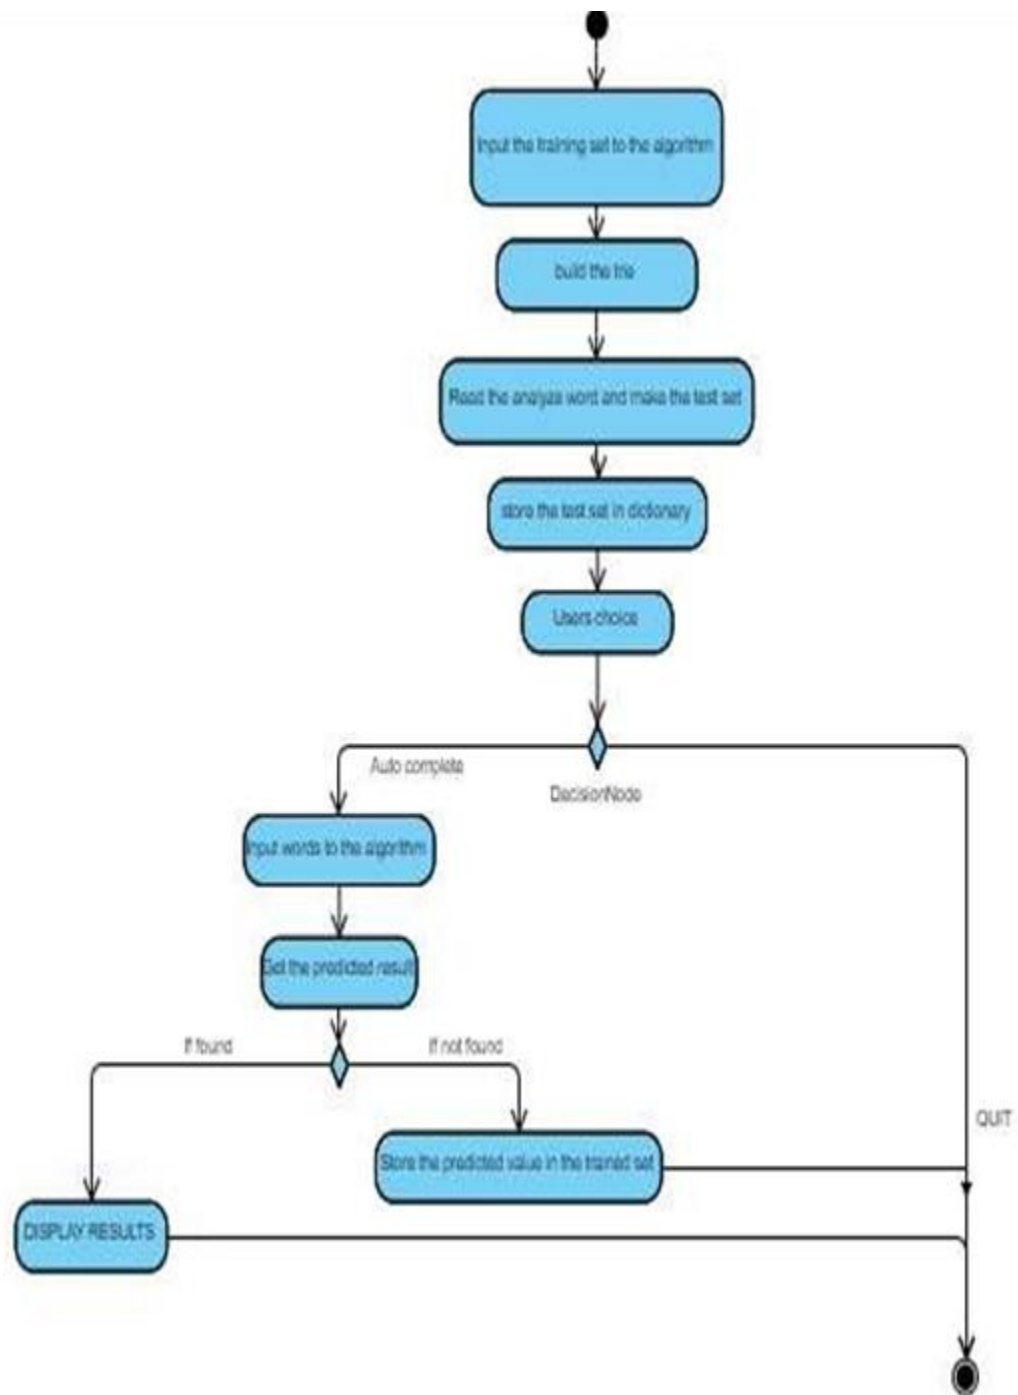 Input the training set to the algorithm
build the trie
Read the analyze word and make the test set
store the test set in dictionary
Users choice
Auto complete
DecisionNode
Input words to the algorithm
Get the predicted result
If found
If not found
QUIT
Store the predicted value in the trained set
DISPLAY RESULTS